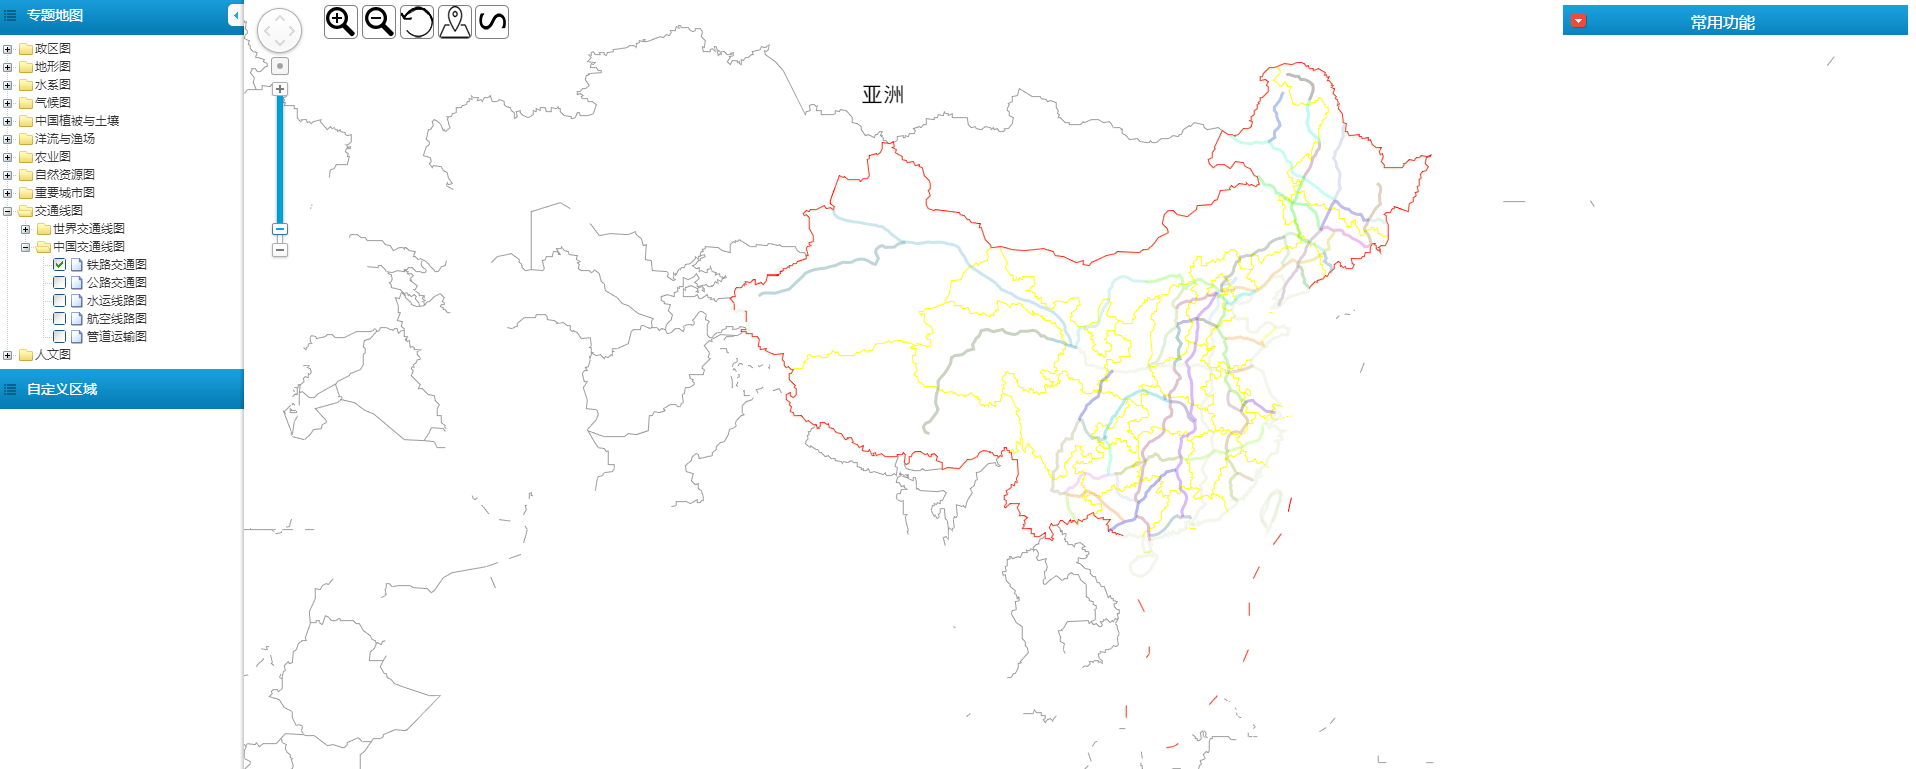 专题地图
政区图
地形图
水系图
气候图
中国植被与土壤
洋流与渔场
农业图
自然资源图
重要城市图
交通线图
世界交通线图
中国交通线图
铁路交通图
公路交通图
水运线路图
航空线路图
管道运输图
人文图
自定义区域
亚洲
常用功能